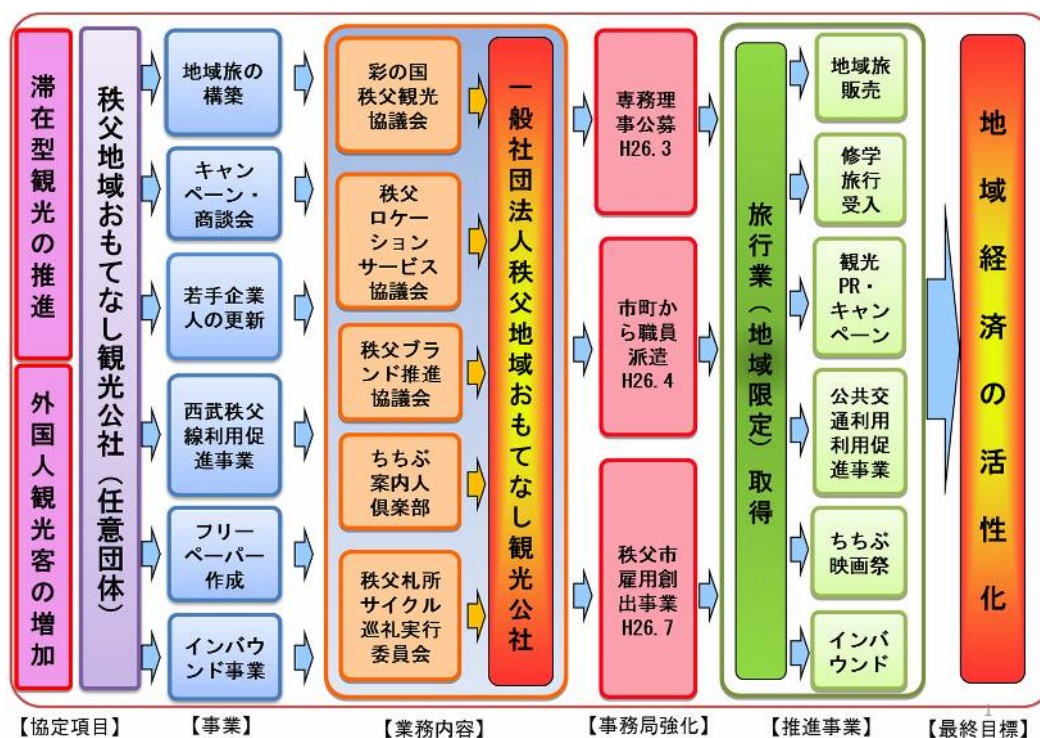 滞在型観光の推進
外国人観光客の増加
秩父地域おもてなし観光公社（任意団体）
地域旅の
構築
キャン
ペーン・
商談会
若手企業
人の更新
西武秩父
線利用促
進事業
フリー
ペーパー
作成
インバウ
ンド事業
彩の国
秩父観光
協議会
秩父
ロケー
ション
サービス
協議会
秩父ブラ
ンド推進
協議会
ちちぶ
案内人
倶楽部
秩父札所
サイクル
巡礼実行
委員会
一般社団法人秩父地域おもてなし観光公社
専務理
事公募
H26.3
市町か
ら職員
派遣
H26.4
秩父市
雇用創
出事業
H26.7
旅行業（地域限定）取得
地域旅
販売
修学
旅行
受入
観光
PR・
キャン
ペーン
公共交
通利用
利用促
進事業
ちちぶ
映画祭
インバ
ウンド
地域経済の活性化
1
【協定項目】
【事業】
【業務内容】
【事務局強化】
【推進事業】
【最終目標】